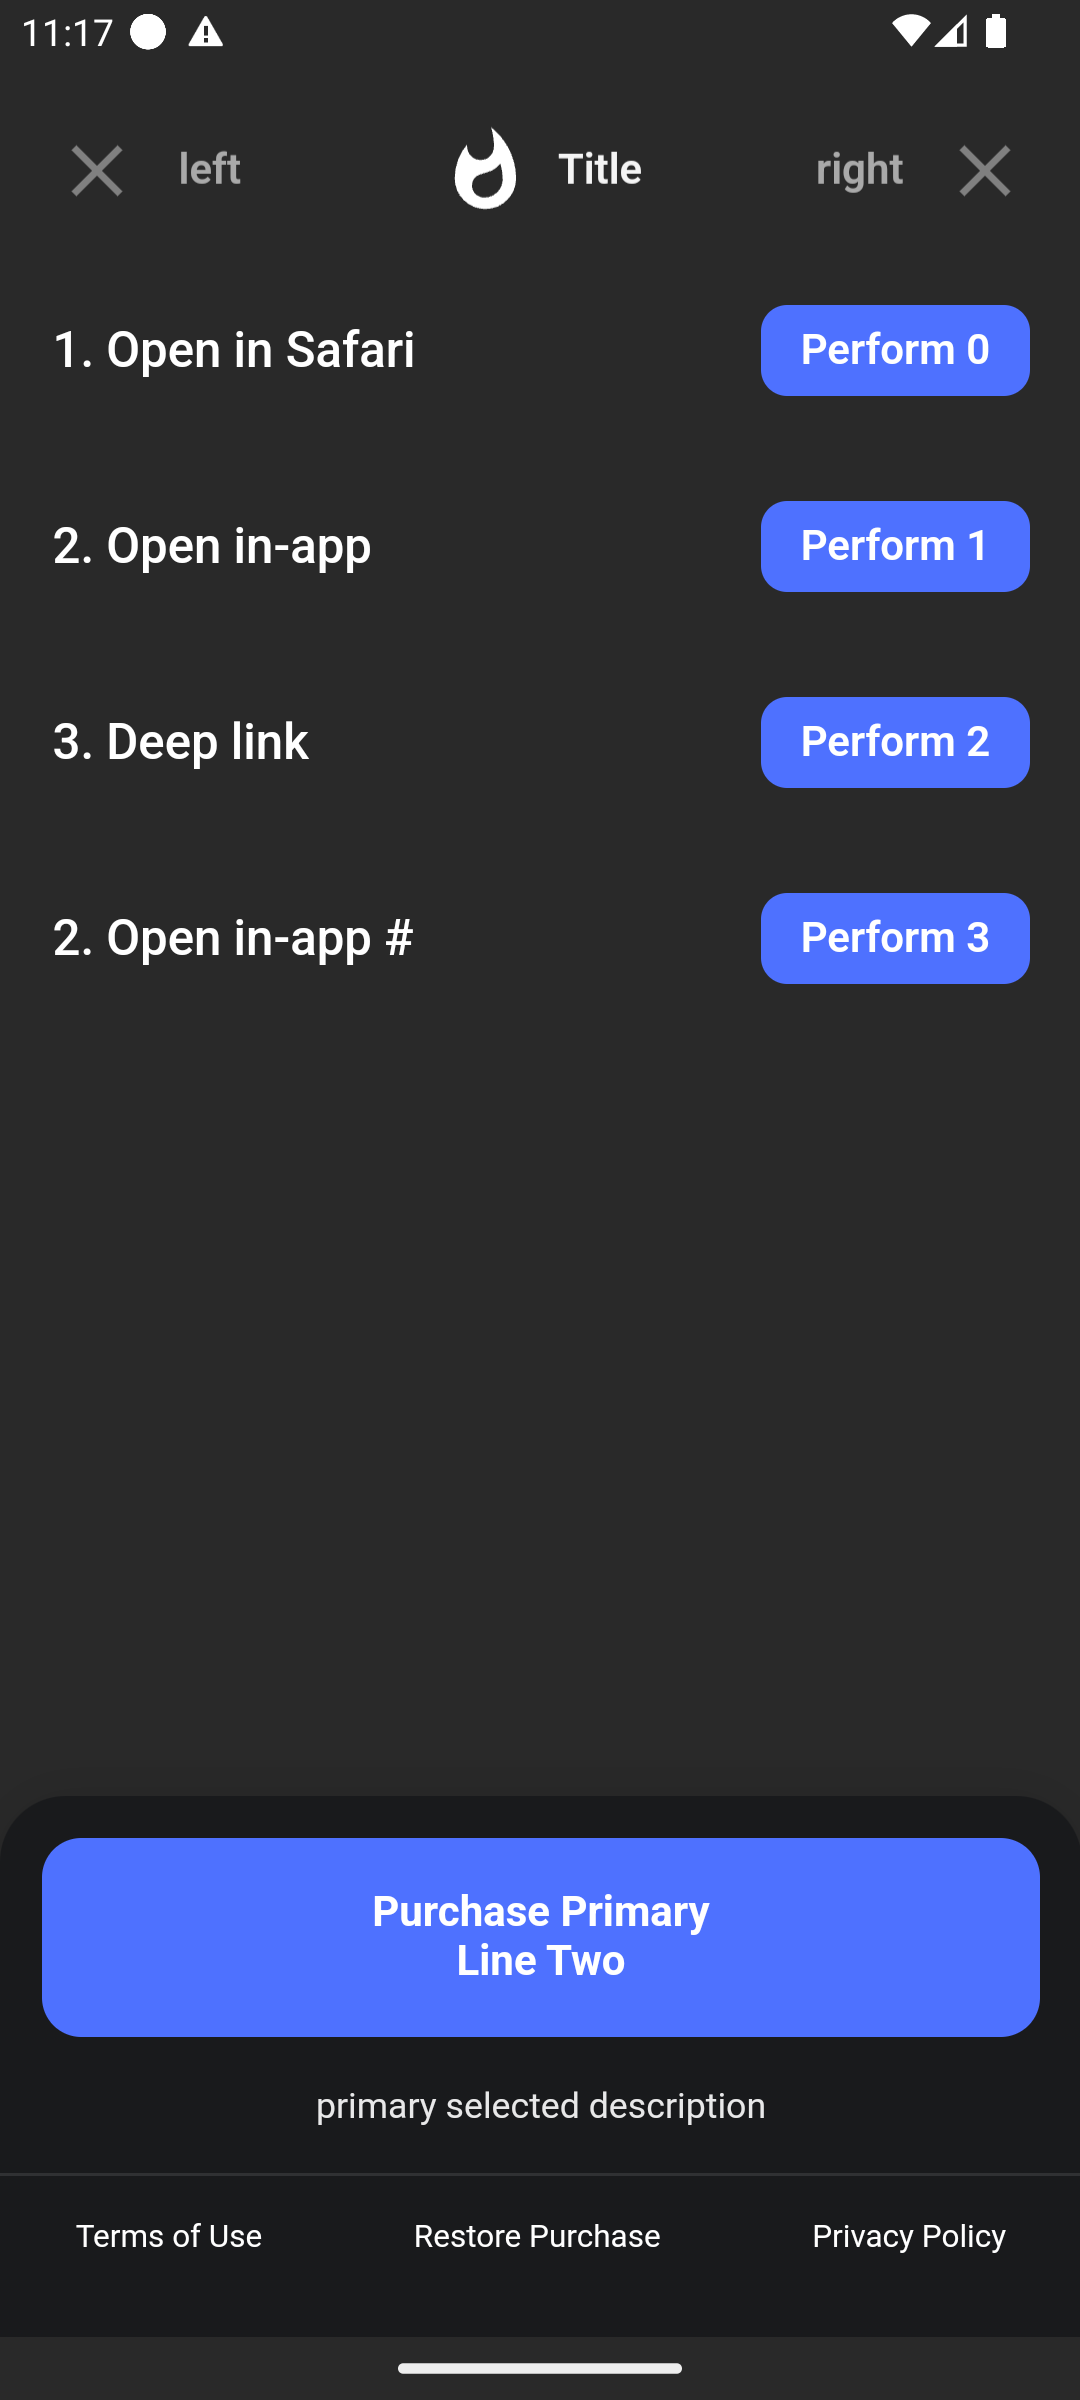 11:17
left Title right
1. Open in Safari Perform 0
2. Open in-app Perform 1
3. Deep link Perform 2
2. Open in-app # Perform 3
Purchase Primary
Line Two
primary selected description
Terms of Use Restore Purchase Privacy Policy